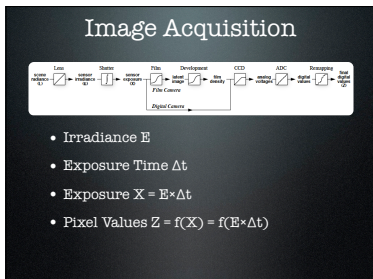 Image Acquisition
Lens
Shutter
Film
Development
CCD
ADC
Remapping
scene radiance (L)
sensor irradiance (E)
sensor exposure (X)
latent image
film density
analog voltages
digital values
final digital values (Z)
Film Camera
Digital Camera
• Irradiance E
• Exposure Time Δt
• Exposure X = E×Δt
• Pixel Values Z = f(X) = f(E×Δt)